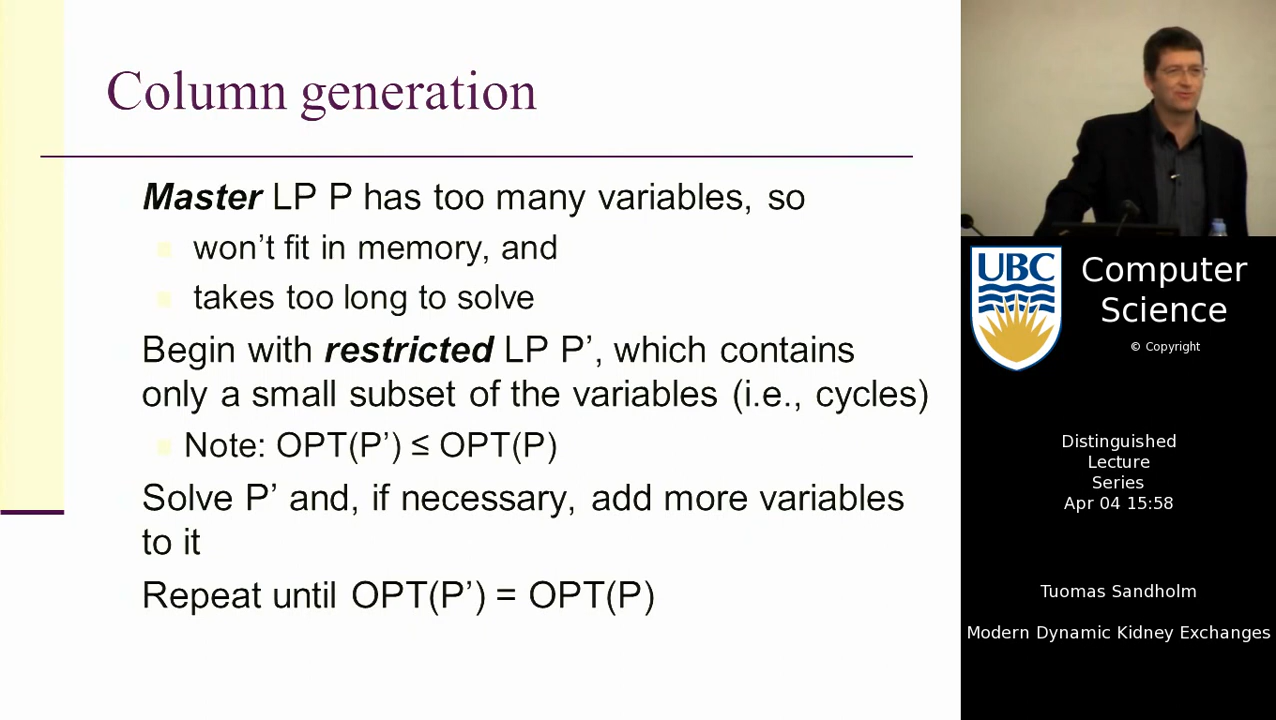 Column generation
Master LP P has too many variables, so
won’t fit in memory, and
takes too long to solve
Begin with restricted LP P’, which contains
only a small subset of the variables (i.e., cycles)
Note: OPT(P’) ≤ OPT(P)
Solve P’ and, if necessary, add more variables
to it
Repeat until OPT(P’) = OPT(P)
UBC
Computer
Science
© Copyright
Distinguished
Lecture
Series
Apr 04 15:58
Tuomas Sandholm
Modern Dynamic Kidney Exchanges